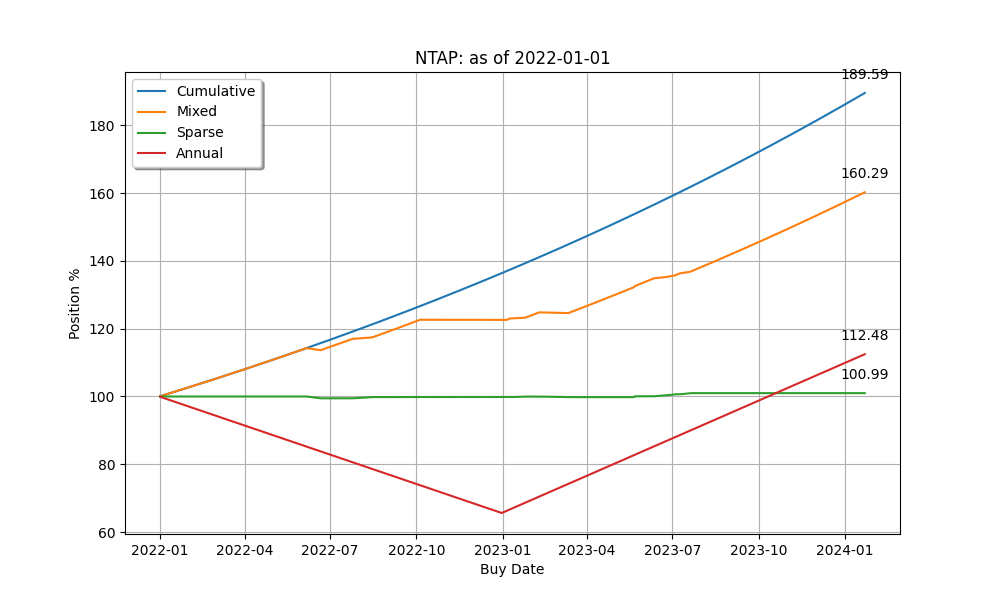 NTAP: as of 2022-01-01
189.59
Cumulative
Mixed
Sparse
Annual
160.29
112.48
100.99
180
160
140
120
100
80
60
Position %
2022-01 2022-04 2022-07 2022-10 2023-01 2023-04 2023-07 2023-10 2024-01
Buy Date